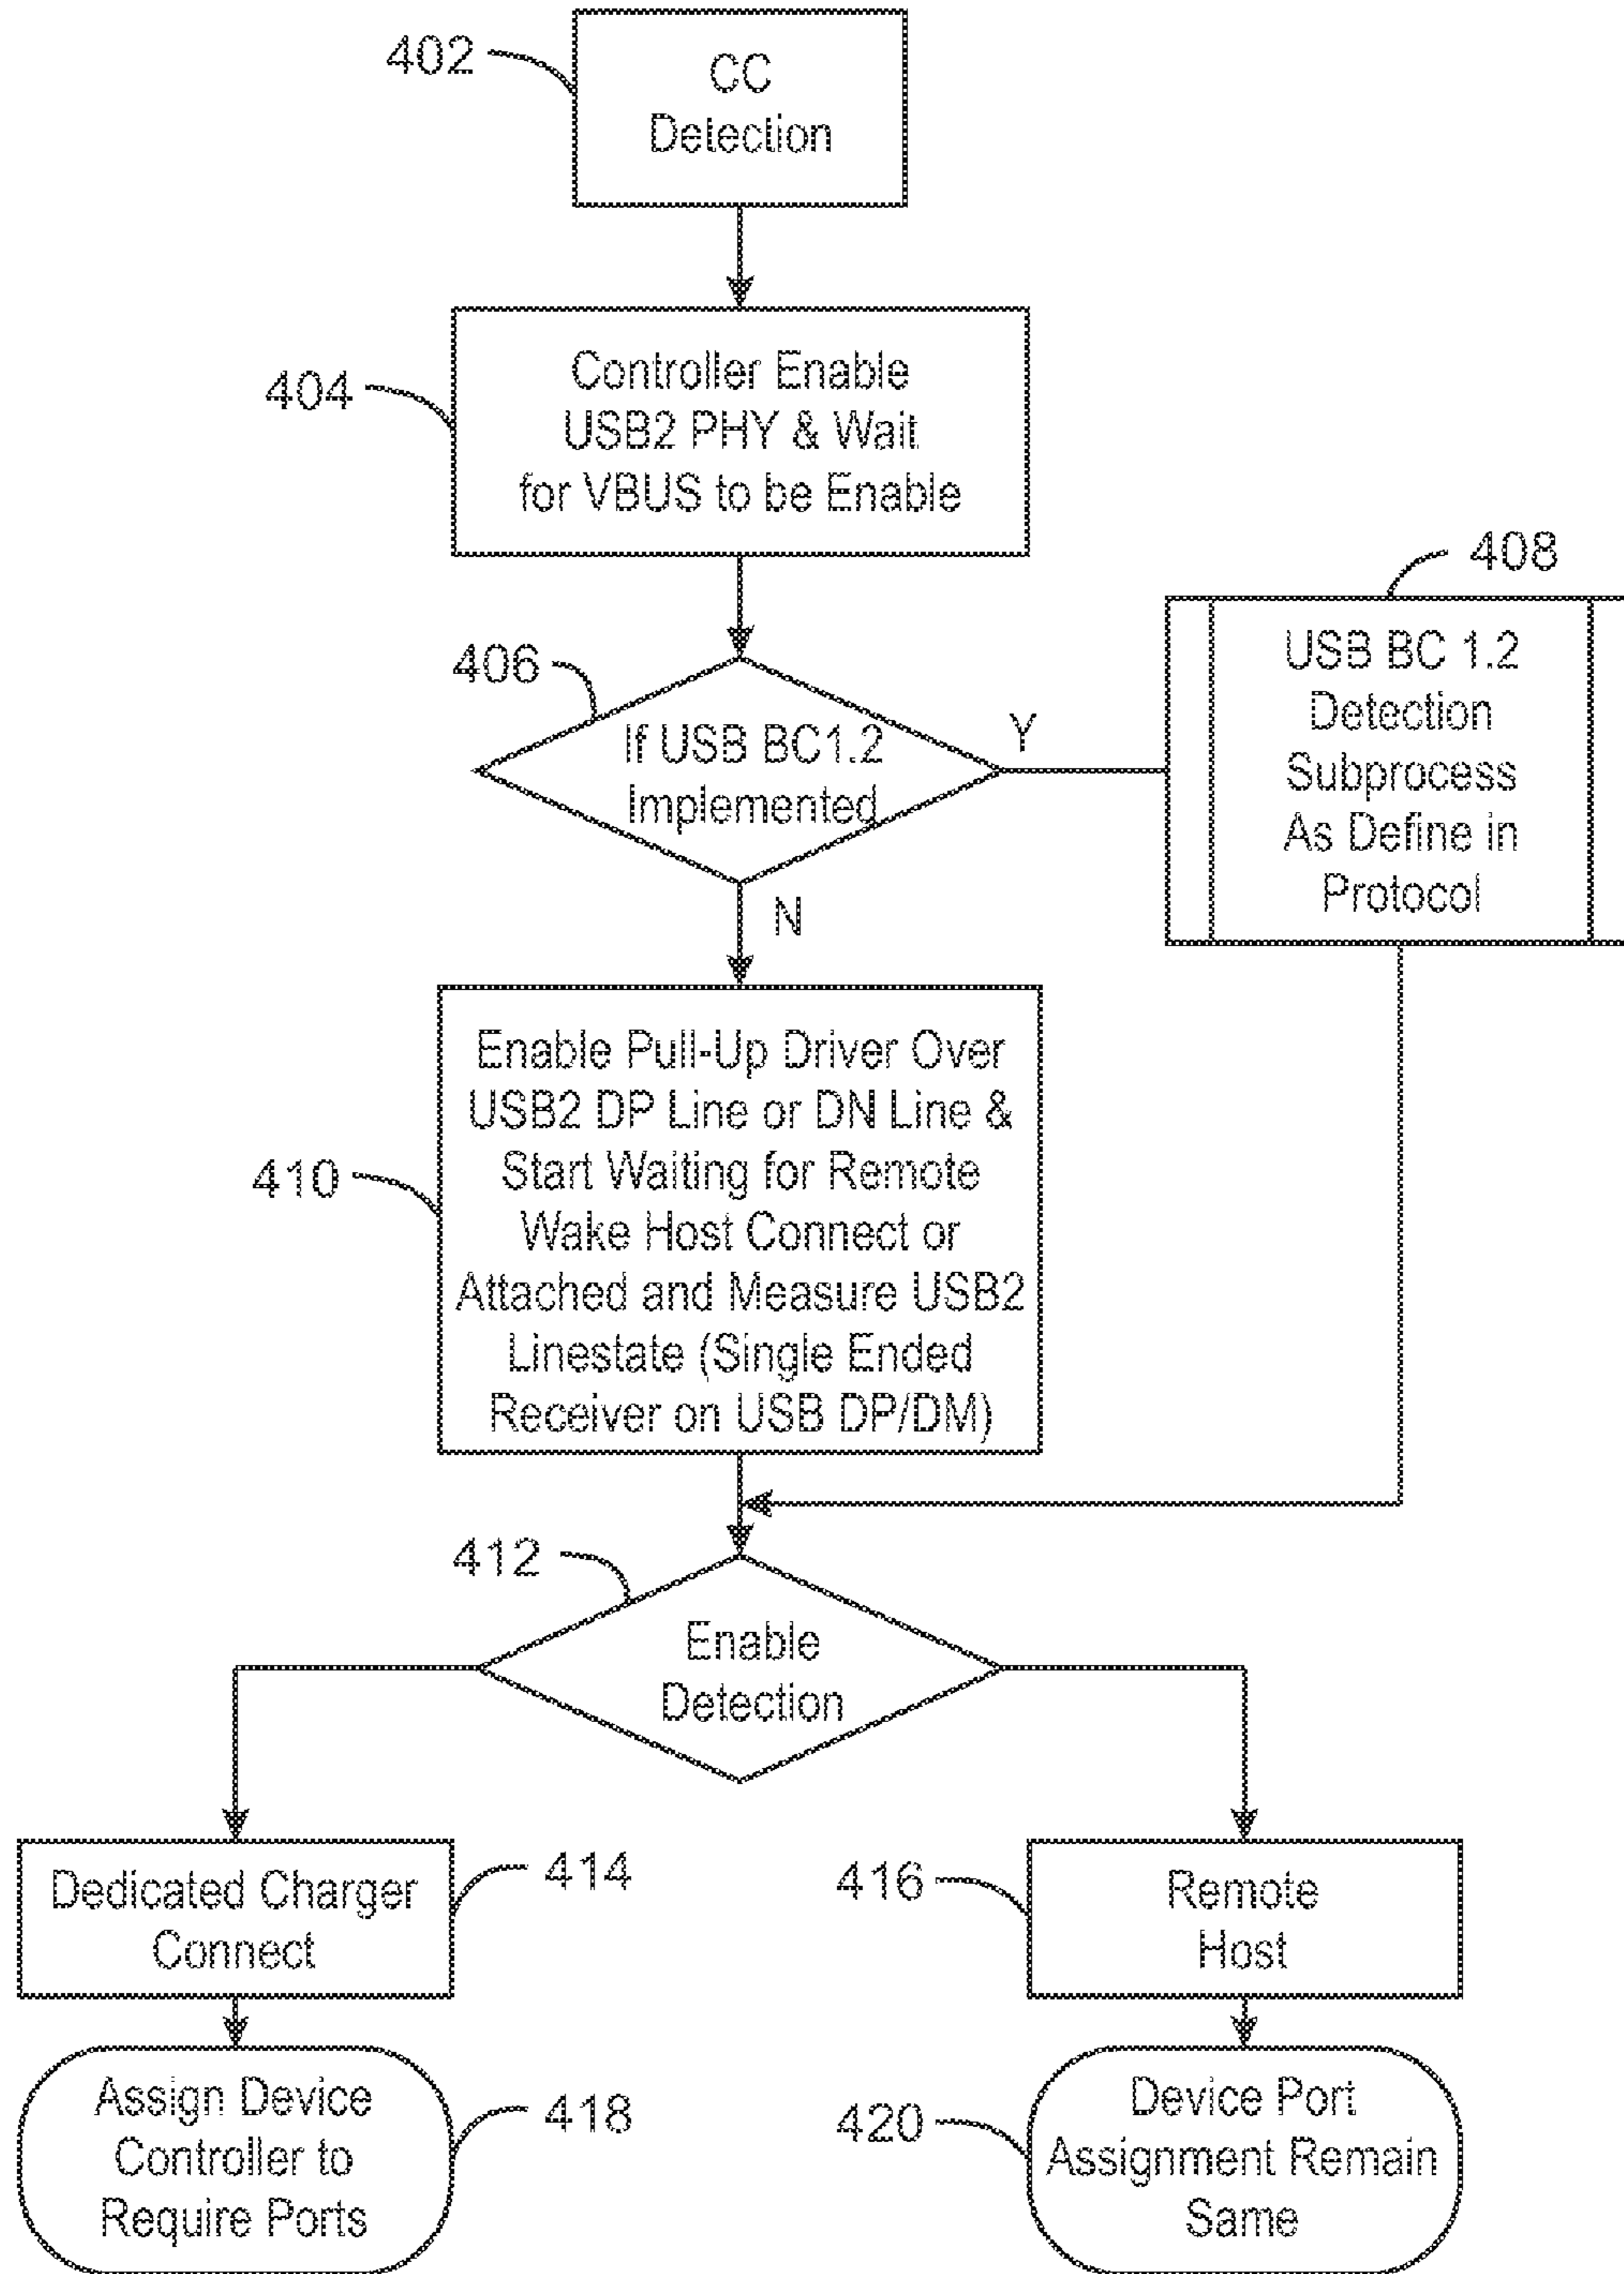 402
CC
Detection
404
Controller Enable
USB2 PHY & Wait
for VBUS to be Enable
408
USB BC 1.2
Detection
Subprocess
As Define in
Protocol
406
If USB BC1.2
Implemented
Y
N
410
Enable Pull-Up Driver Over
USB2 DP Line or DN Line &
Start Waiting for Remote
Wake Host Connect or
Attached and Measure USB2
Linestate (Single Ended
Receiver on USB DP/DM)
412
Enable
Detection
Dedicated Charger
Connect
414
416
Remote
Host
Assign Device
Controller to
Require Ports
418
420
Device Port
Assignment Remain
Same